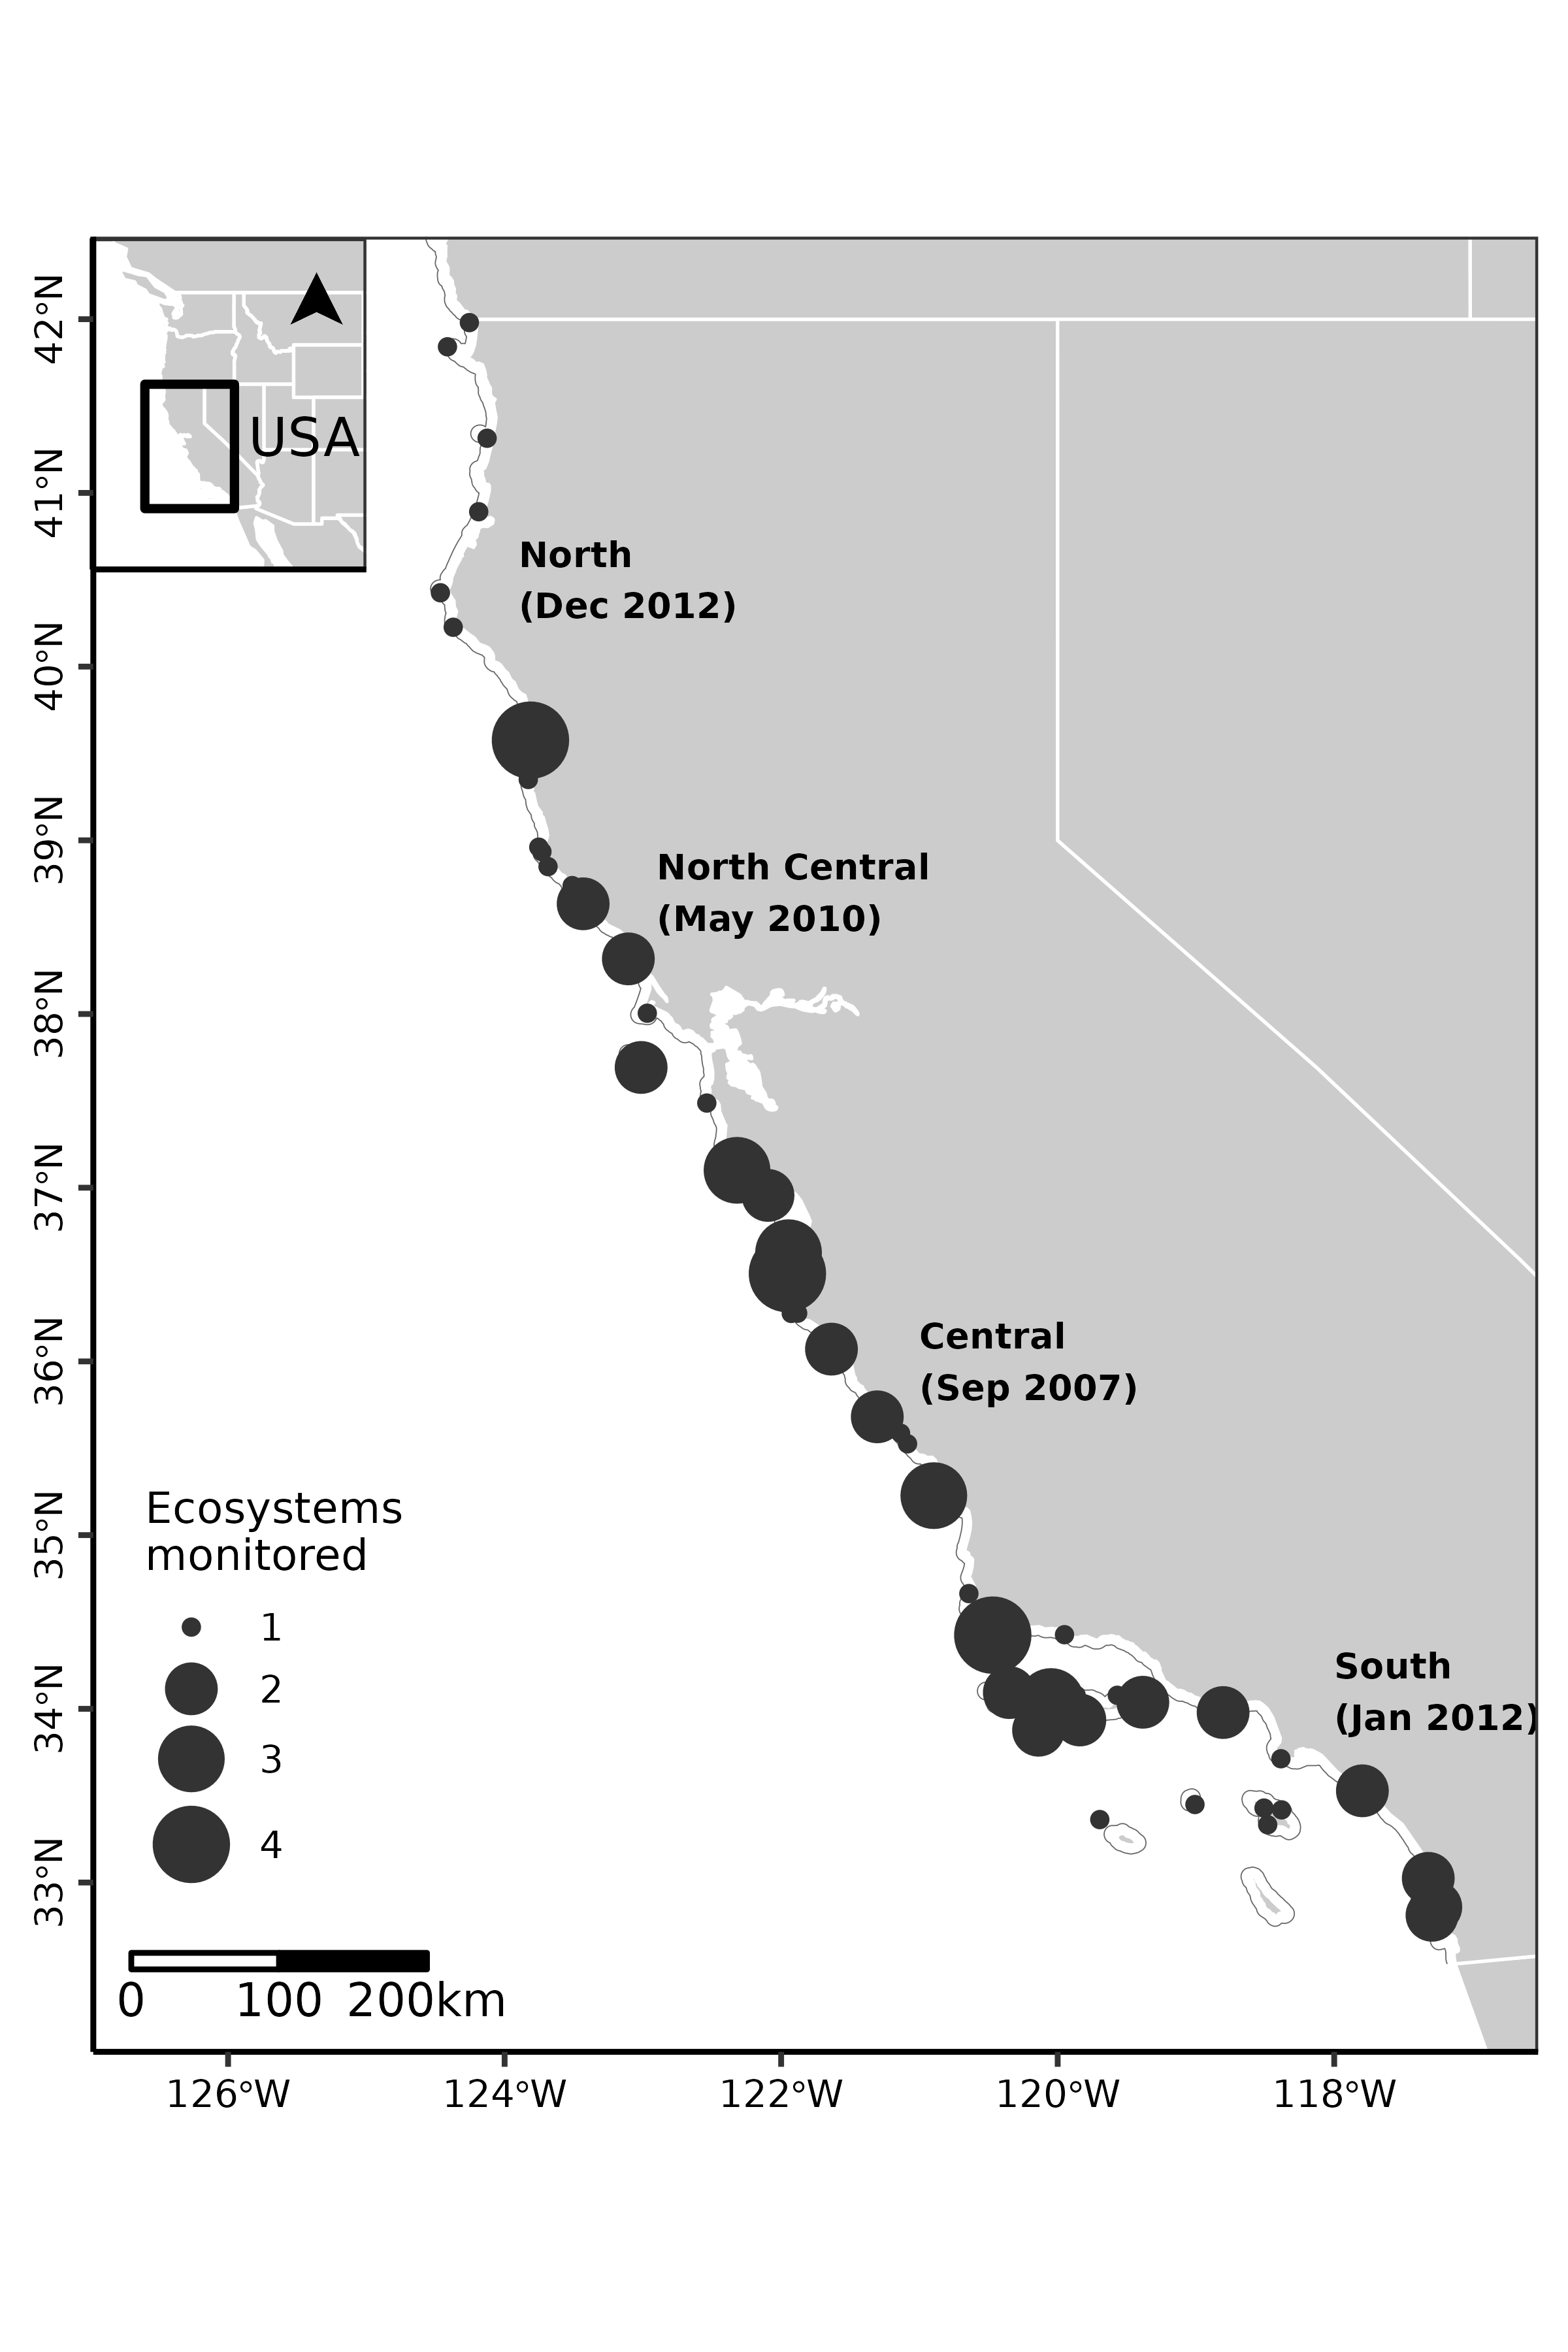 42°N
41°N
40°N
39°N
38°N
37°N
36°N
35°N
34°N
33°N
USA
North
(Dec 2012)
North Central
(May 2010)
Central
(Sep 2007)
South
(Jan 2012)
Ecosystems
monitored
1
2
3
4
0 100 200km
126°W 124°W 122°W 120°W 118°W